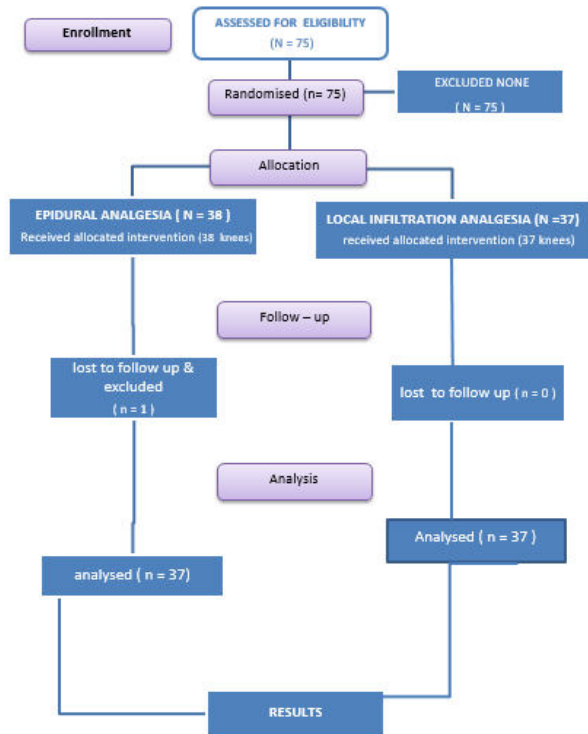 Enrollment
ASSESSED FOR ELIGIBILITY
(N = 75)
Randomised (n= 75)
EXCLUDED NONE
( N = 75 )
Allocation
EPIDURAL ANALGESIA ( N = 38 )
Received allocated intervention (38 knees)
LOCAL INFILTRATION ANALGESIA (N =37)
received allocated intervention (37 knees)
Follow – up
lost to follow up &
excluded
( n = 1 )
lost to follow up ( n = 0 )
Analysis
analysed ( n = 37)
Analysed ( n = 37 )
RESULTS